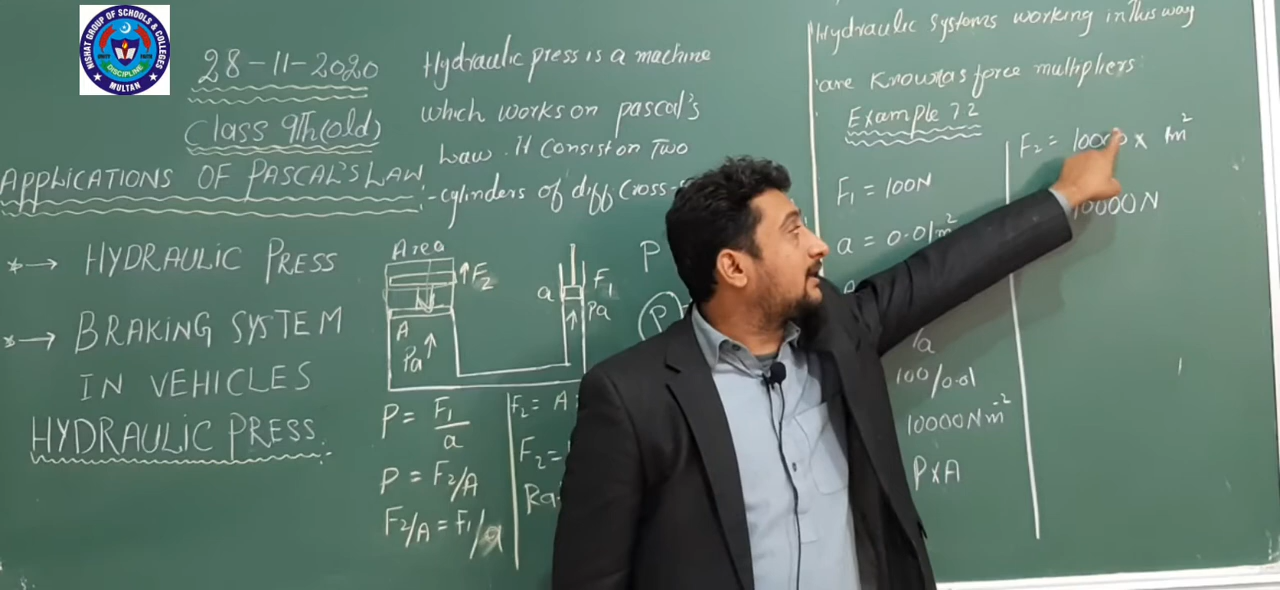 NISHAT GROUP OF SCHOOLS & COLLEGES
DISCIPLINE
MULTAN
28-11-2020
Class 9Th(old)
APPLICATIONS OF PASCAL'S LAW:-
*→ HYDRAULIC PRESS
*→ BRAKING SYSTEM
IN VEHICLES
HYDRAULIC PRESS:
Hydraulic press is a machine
which works on pascal's
Law. It Consist on Two
cylinders of diff Cross-
Area
↑F2
A
Pa↑
a
F1
Pa
↑
P = F1/a
P = F2/A
F2/A = F1/a
F2 = A
F2 =
Ra
P
P
Hydraulic systems working in this way
are Known as force multipliers:
Example 7.2
F1 = 100N
a = 0.01m²
/a
100/0.01
10000Nm⁻²
PxA
F2 = 10000 x 1m²
10000N